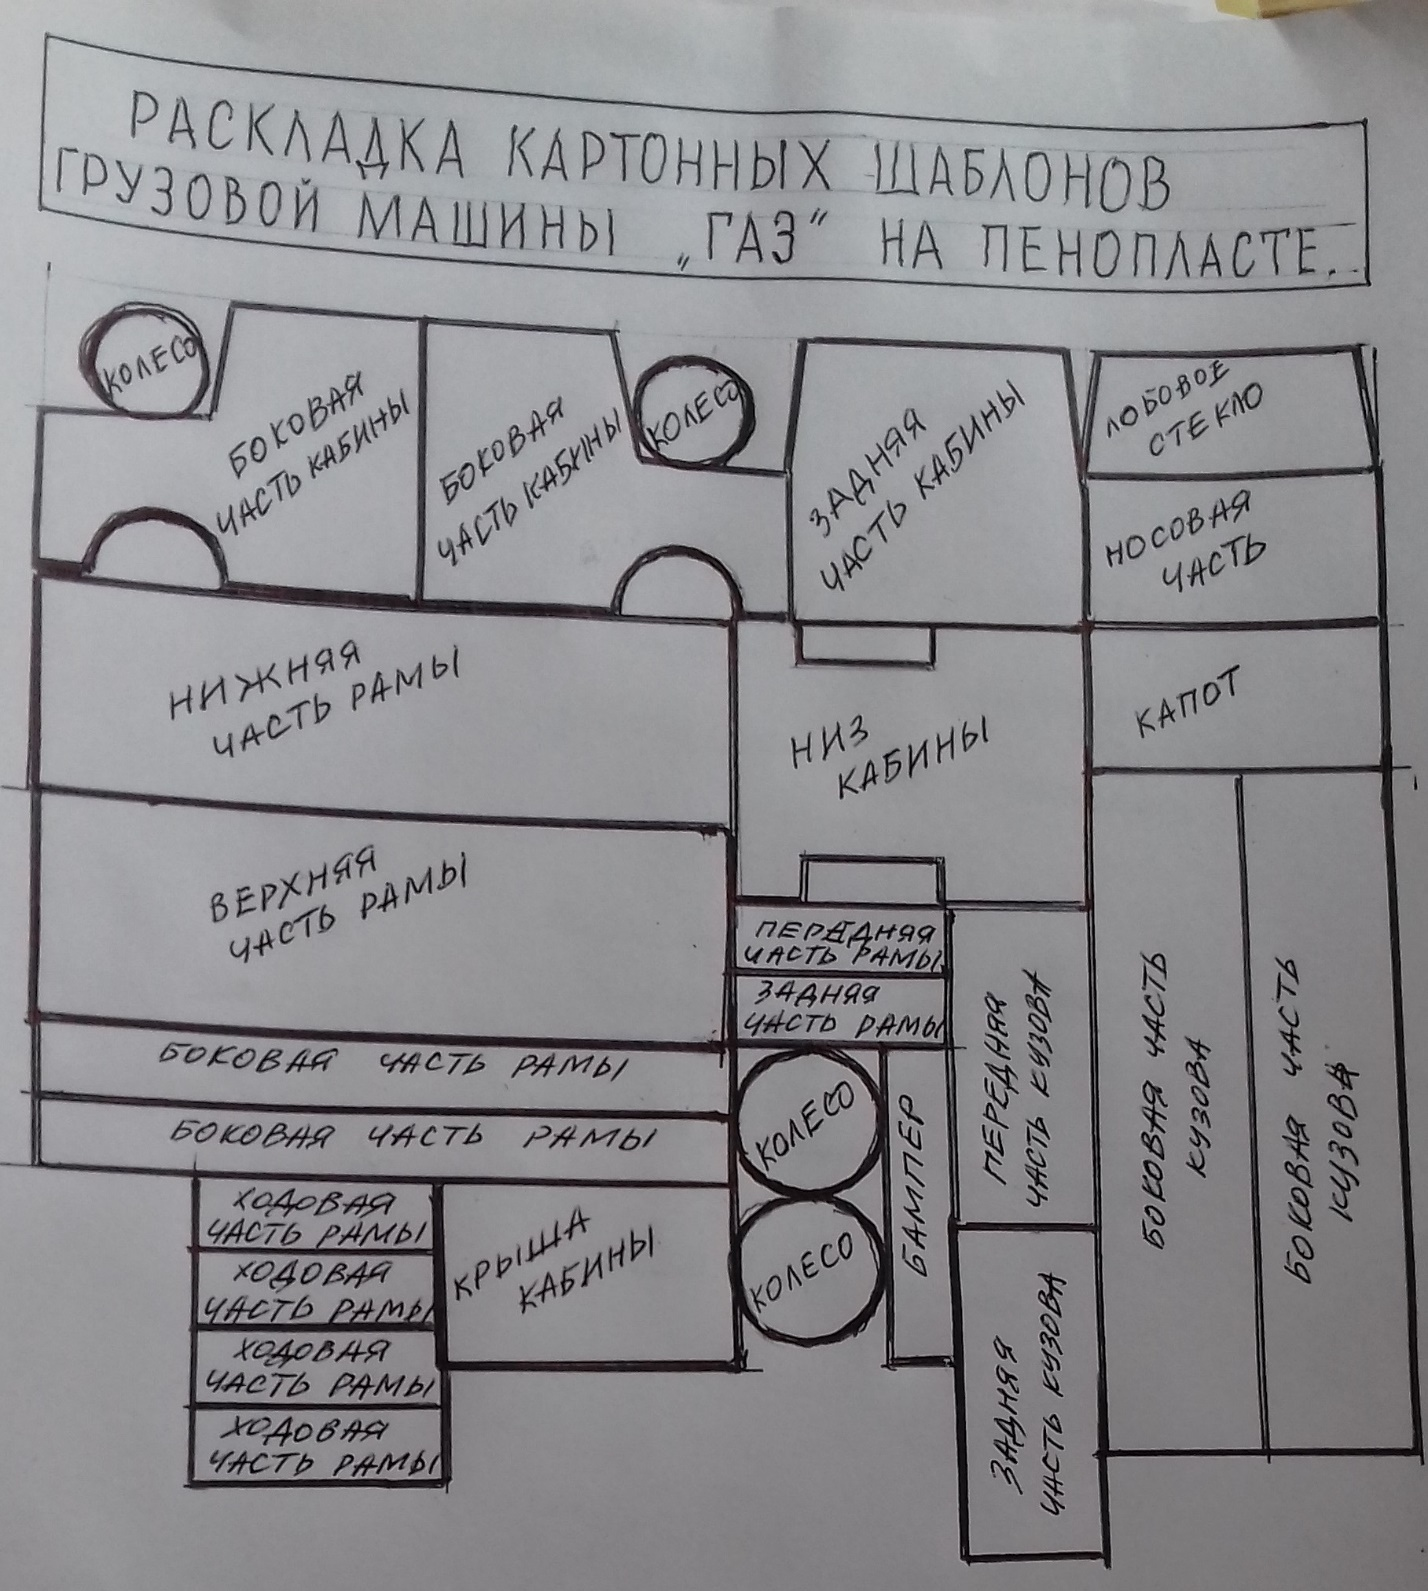 РАСКЛАДКА КАРТОННЫХ ШАБЛОНОВ
ГРУЗОВОЙ МАШИНЫ „ГАЗ“ НА ПЕНОПЛАСТЕ.
КОЛЕСО
БОКОВАЯ
ЧАСТЬ КАБИНЫ
БОКОВАЯ
ЧАСТЬ КАБИНЫ
КОЛЕСО
ЗАДНЯЯ
ЧАСТЬ КАБИНЫ
ЛОБОВОЕ
СТЕКЛО
НОСОВАЯ
ЧАСТЬ
НИЖНЯЯ
ЧАСТЬ РАМЫ
НИЗ
КАБИНЫ
КАПОТ
ВЕРХНЯЯ
ЧАСТЬ РАМЫ
ПЕРЕДНЯЯ
ЧАСТЬ РАМЫ
ЗАДНЯЯ
ЧАСТЬ РАМЫ
БОКОВАЯ ЧАСТЬ РАМЫ
БОКОВАЯ ЧАСТЬ РАМЫ
КОЛЕСО
КОЛЕСО
БАМПЕР
ПЕРЕДНЯЯ
ЧАСТЬ КУЗОВА
БОКОВАЯ ЧАСТЬ
КУЗОВА
БОКОВАЯ ЧАСТЬ
КУЗОВА
ХОДОВАЯ
ЧАСТЬ РАМЫ
ХОДОВАЯ
ЧАСТЬ РАМЫ
ХОДОВАЯ
ЧАСТЬ РАМЫ
ХОДОВАЯ
ЧАСТЬ РАМЫ
КРЫША
КАБИНЫ
ЗАДНЯЯ
ЧАСТЬ КУЗОВА